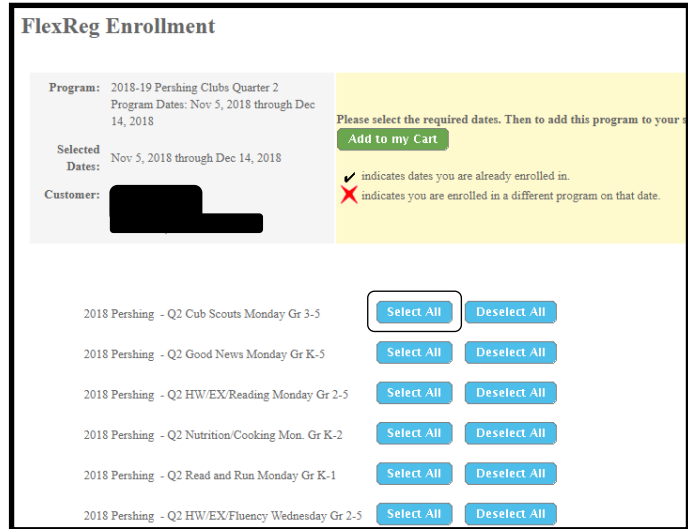 FlexReg Enrollment
Program: 2018-19 Pershing Clubs Quarter 2
Program Dates: Nov 5, 2018 through Dec
14, 2018
Selected
Dates: Nov 5, 2018 through Dec 14, 2018
Customer:
Please select the required dates. Then to add this program to your s
Add to my Cart
indicates dates you are already enrolled in.
indicates you are enrolled in a different program on that date.
2018 Pershing - Q2 Cub Scouts Monday Gr 3-5 Select All Deselect All
2018 Pershing - Q2 Good News Monday Gr K-5 Select All Deselect All
2018 Pershing - Q2 HW/EX/Reading Monday Gr 2-5 Select All Deselect All
2018 Pershing - Q2 Nutrition/Cooking Mon. Gr K-2 Select All Deselect All
2018 Pershing - Q2 Read and Run Monday Gr K-1 Select All Deselect All
2018 Pershing - Q2 HW/EX/Fluency Wednesday Gr 2-5 Select All Deselect All